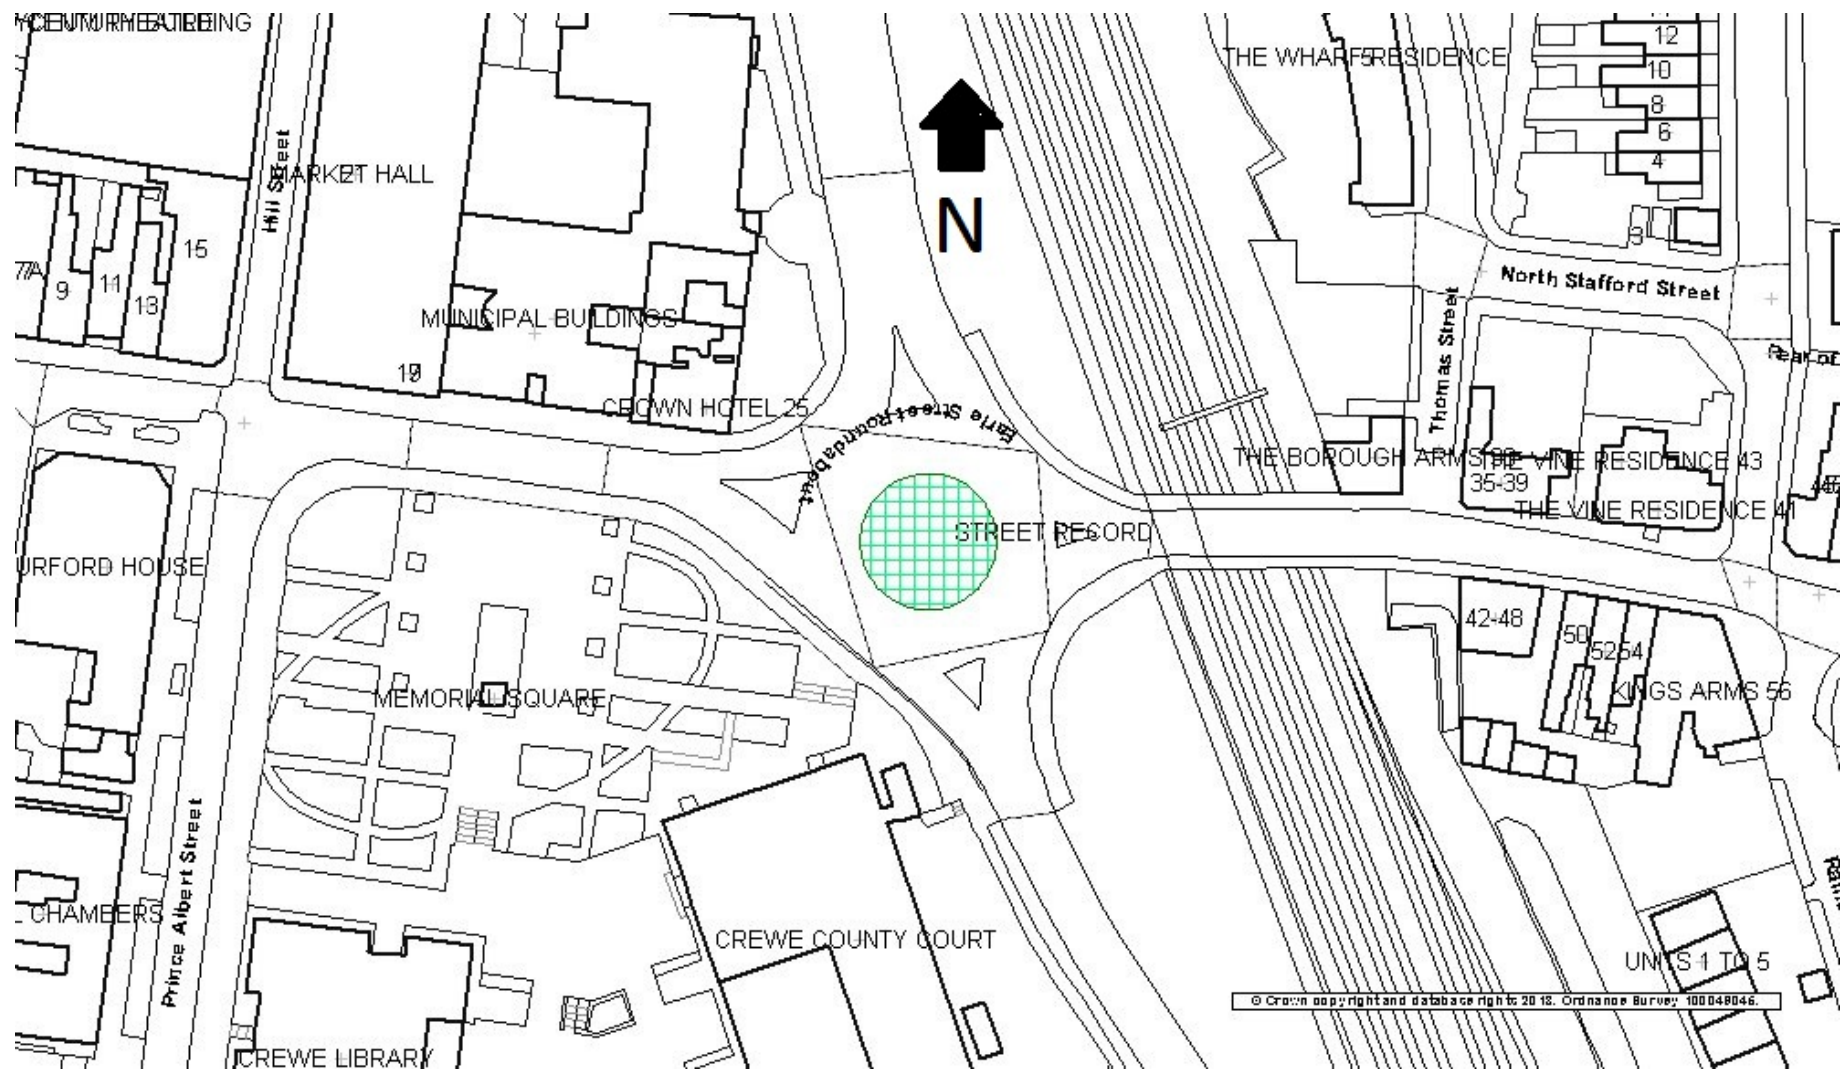 12
THE WHARF RESIDENCE
10
8
6
4
Hill Street
MARKET HALL
N
15
9
11
13
3
North Stafford Street
Thomas Street
MUNICIPAL BUILDINGS
19
CROWN HOTEL 25
Earle Street Roundabout
THE BOROUGH ARMS
THE VINE RESIDENCE 43
35-39
THE VINE RESIDENCE 41
STREET RECORD
URFORD HOUSE
42-48
50
52
54
KINGS ARMS 56
MEMORIAL SQUARE
Prince Albert Street
CHAMBERS
CREWE COUNTY COURT
UNITS 1 TO 5
© Crown copyright and database rights 2018. Ordnance Survey 100049046.
CREWE LIBRARY